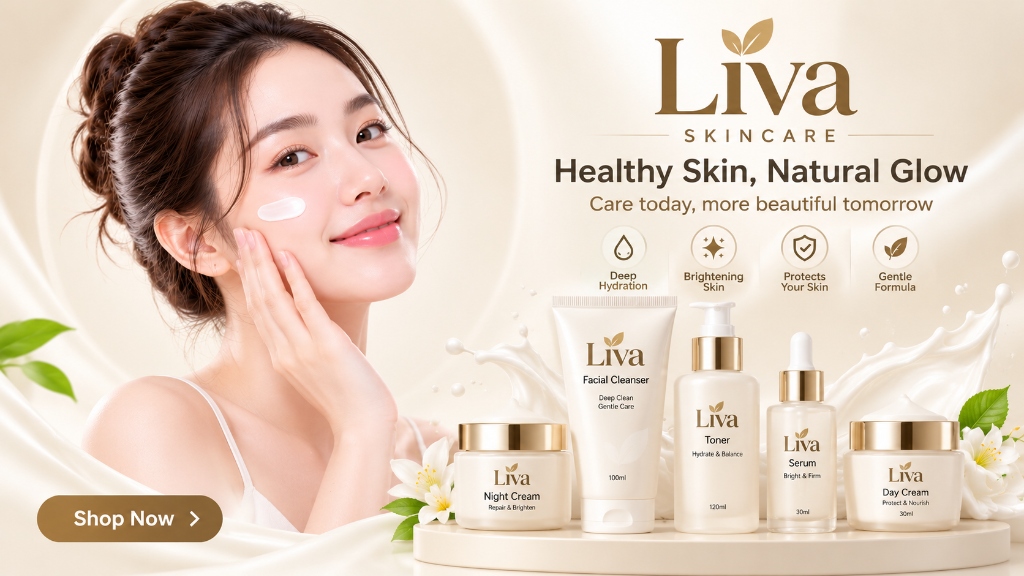 Liva
SKINCARE
Healthy Skin, Natural Glow
Care today, more beautiful tomorrow
Deep
Hydration
Brightening
Skin
Protects
Your Skin
Gentle
Formula
Liva
Night Cream
Repair & Brighten
Liva
Facial Cleanser
Deep Clean
Gentle Care
100ml
Liva
Toner
Hydrate & Balance
120ml
Liva
Serum
Bright & Firm
30ml
Liva
Day Cream
Protect & Nourish
30ml
Shop Now